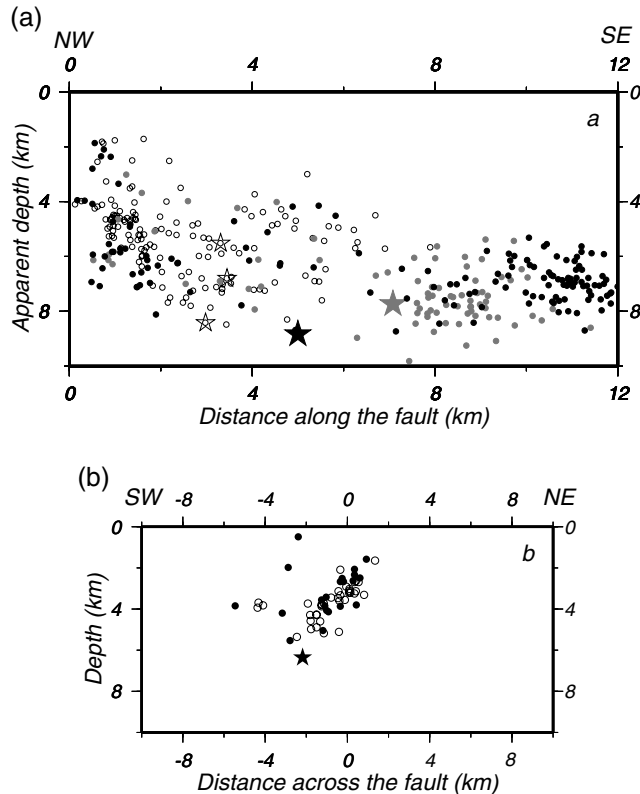 (a)
NW SE
0 4 8 12
0 0
a
4 4
8 8
Apparent depth (km)
0 4 8 12
Distance along the fault (km)
(b)
SW -8 -4 0 4 8 NE
0 0
b
4 4
8 8
Depth (km)
-8 -4 0 4 8
Distance across the fault (km)